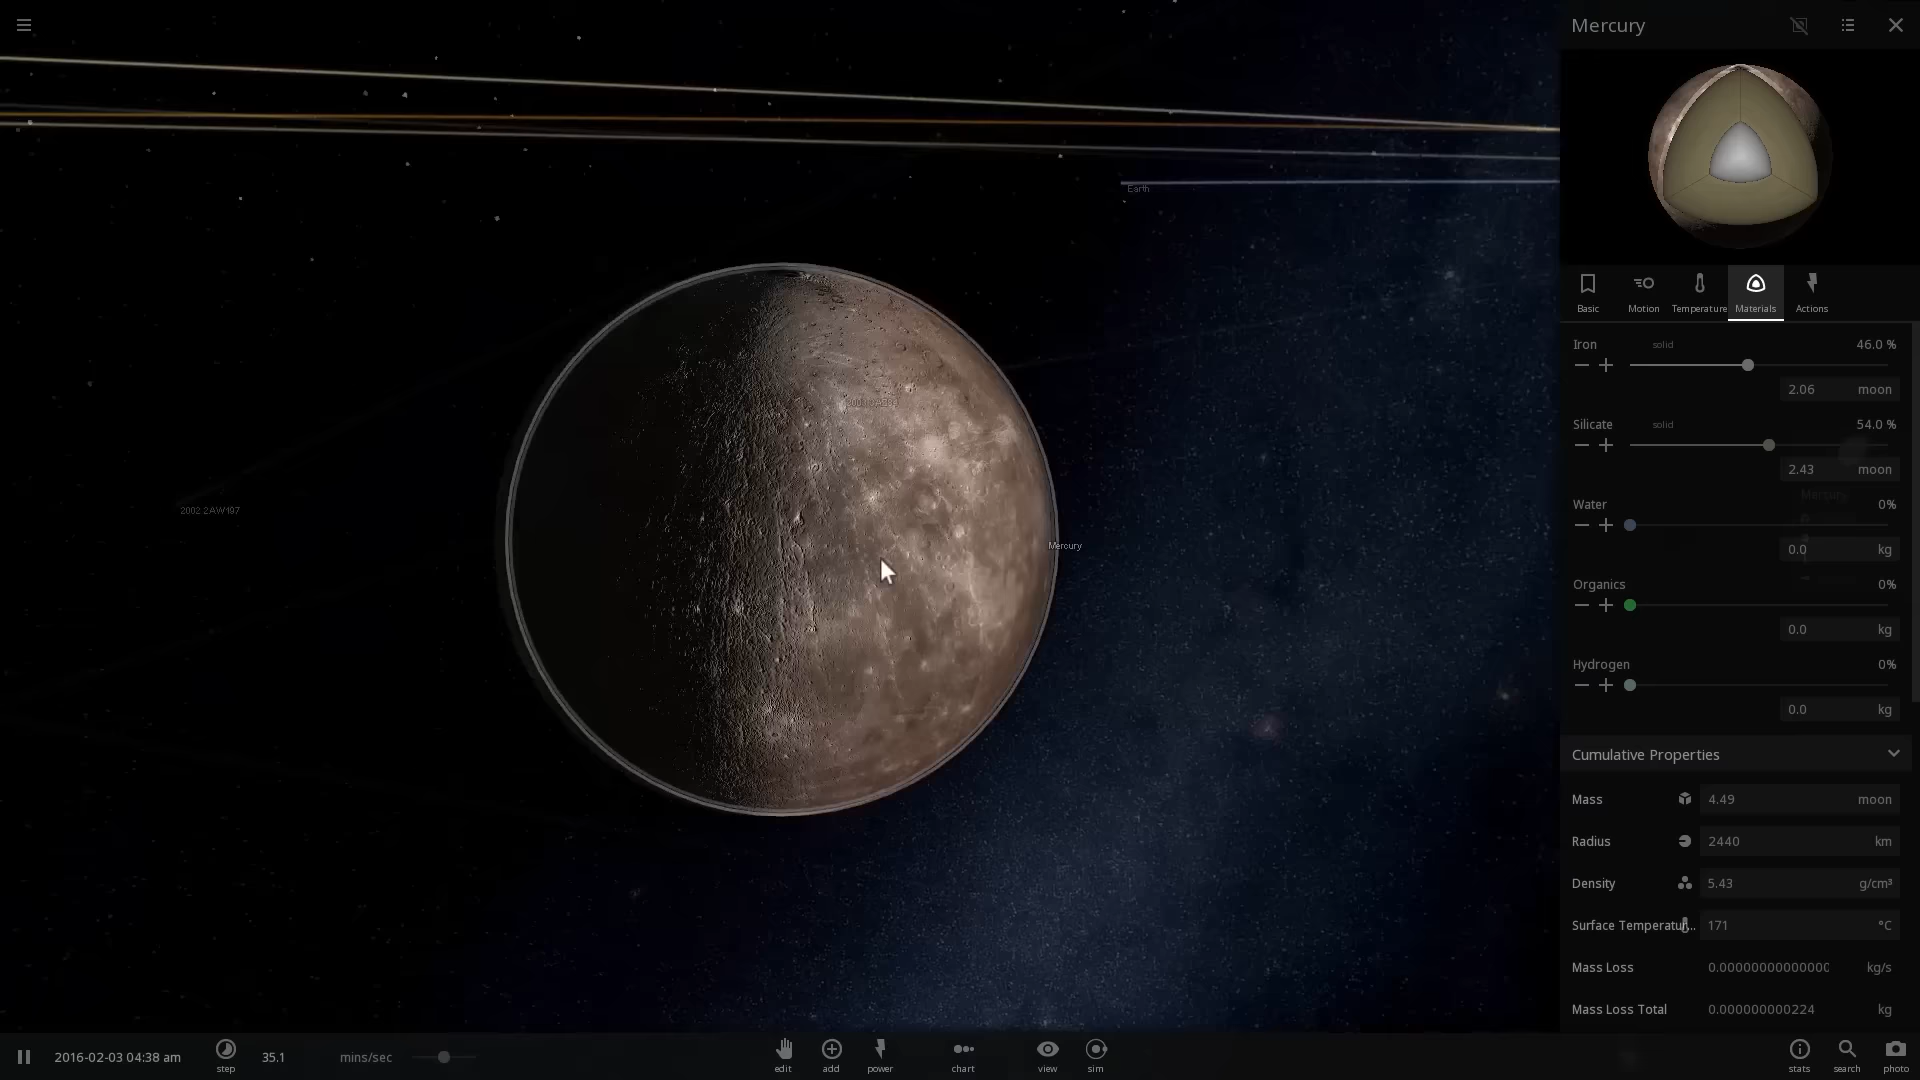 Mercury
Earth
2002 2AW197
Mercury
Basic
Motion
Temperature
Materials
Actions
Iron solid 46.0 %
2.06 moon
Silicate solid 54.0 %
2.43 moon
Water 0%
0.0 kg
Organics 0%
0.0 kg
Hydrogen 0%
0.0 kg
Cumulative Properties
Mass 4.49 moon
Radius 2440 km
Density 5.43 g/cm³
Surface Temperatur... 171 °C
Mass Loss 0.00000000000000 kg/s
Mass Loss Total 0.000000000224 kg
2016-02-03 04:38 am
step
35.1 mins/sec
edit
add
power
chart
view
sim
stats
search
photo